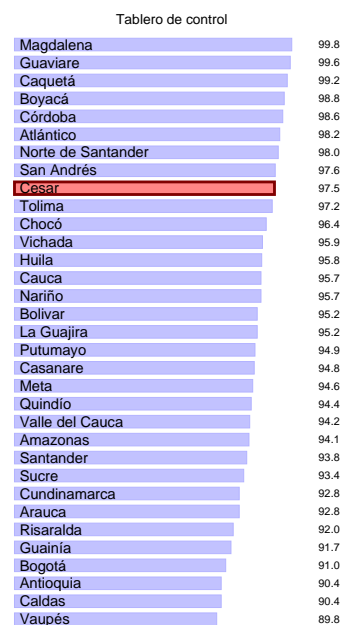 Tablero de control
Magdalena 99.8
Guaviare 99.6
Caquetá 99.2
Boyacá 98.8
Córdoba 98.6
Atlántico 98.2
Norte de Santander 98.0
San Andrés 97.6
Cesar 97.5
Tolima 97.2
Chocó 96.4
Vichada 95.9
Huila 95.8
Cauca 95.7
Nariño 95.7
Bolivar 95.2
La Guajira 95.2
Putumayo 94.9
Casanare 94.8
Meta 94.6
Quindío 94.4
Valle del Cauca 94.2
Amazonas 94.1
Santander 93.8
Sucre 93.4
Cundinamarca 92.8
Arauca 92.8
Risaralda 92.0
Guainía 91.7
Bogotá 91.0
Antioquia 90.4
Caldas 90.4
Vaupés 89.8